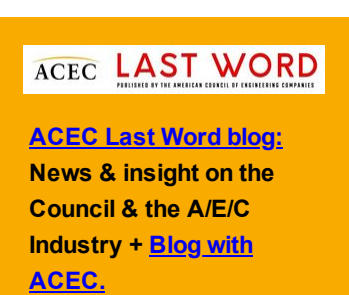 ACEC LAST WORD
PUBLISHED BY THE AMERICAN COUNCIL OF ENGINEERING COMPANIES
ACEC Last Word blog:
News & insight on the
Council & the A/E/C
Industry + Blog with
ACEC.